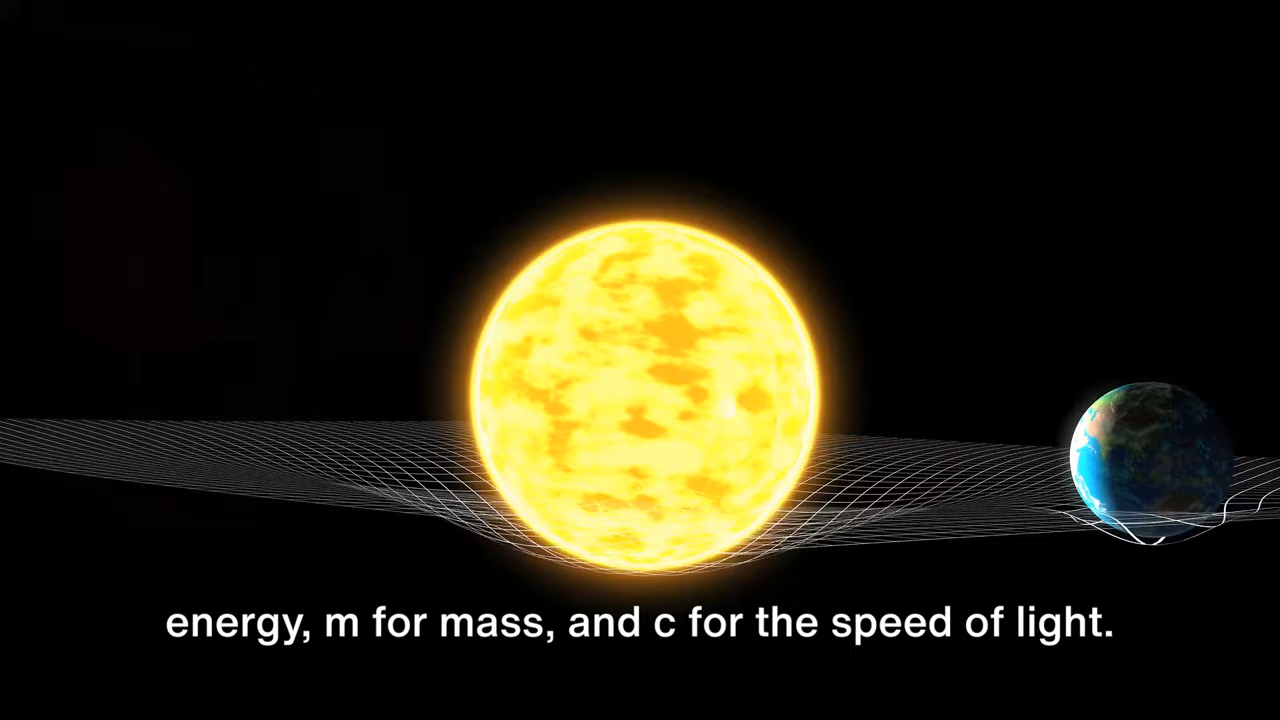 energy, m for mass, and c for the speed of light.